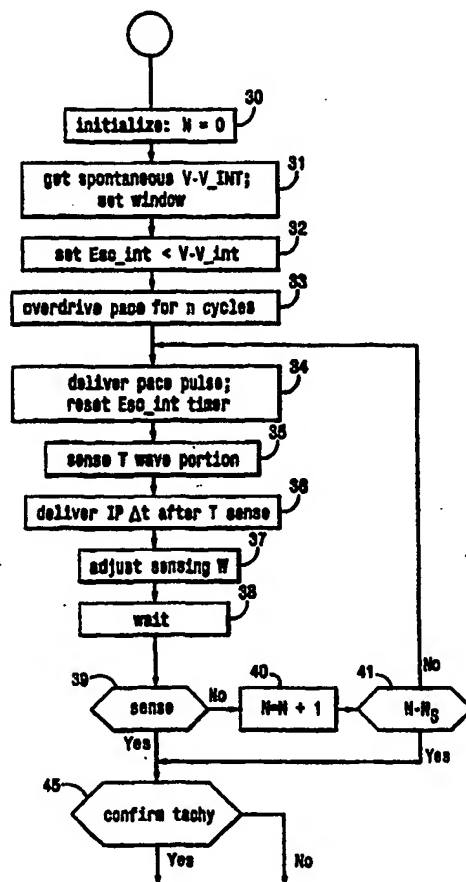 30
initialize: N = 0
31
get spontaneous V-V_INT;
set window
32
set Esc_int < V-V_int
33
overdrive pace for n cycles
34
deliver pace pulse;
reset Esc_int timer
35
sense T wave portion
36
deliver IP Δt after T sense
37
adjust sensing W
38
wait
39
sense
No
40
N=N + 1
41
N-NS
No
Yes
Yes
45
confirm tachy
Yes
No